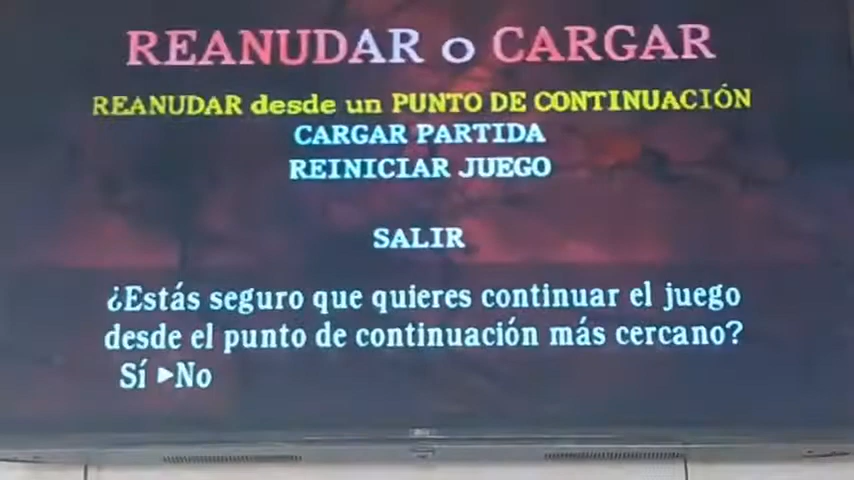 REANUDAR o CARGAR
REANUDAR desde un PUNTO DE CONTINUACIÓN
CARGAR PARTIDA
REINICIAR JUEGO
SALIR
¿Estás seguro que quieres continuar el juego
desde el punto de continuación más cercano?
Sí ►No